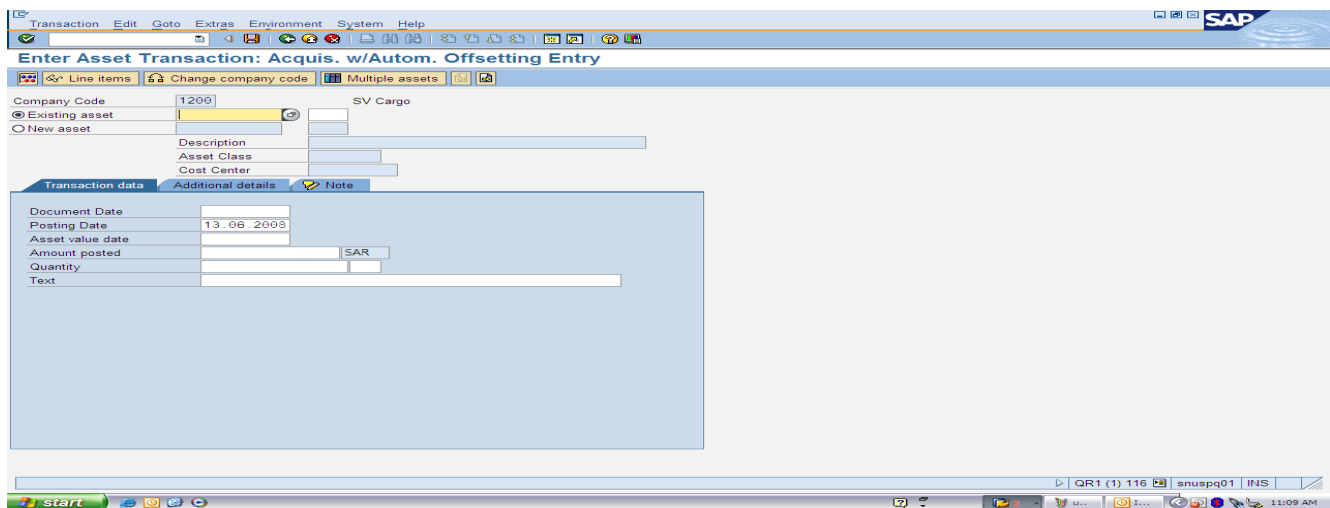 Transaction Edit Goto Extras Environment System Help
SAP
Enter Asset Transaction: Acquis. w/Autom. Offsetting Entry
Line items Change company code Multiple assets
Company Code 1200 SV Cargo
Existing asset
New asset
Description
Asset Class
Cost Center
Transaction data Additional details Note
Document Date
Posting Date 13.06.2008
Asset value date
Amount posted SAR
Quantity
Text
QR1 (1) 116 snuspq01 INS
start 2 u... I... 11:09 AM